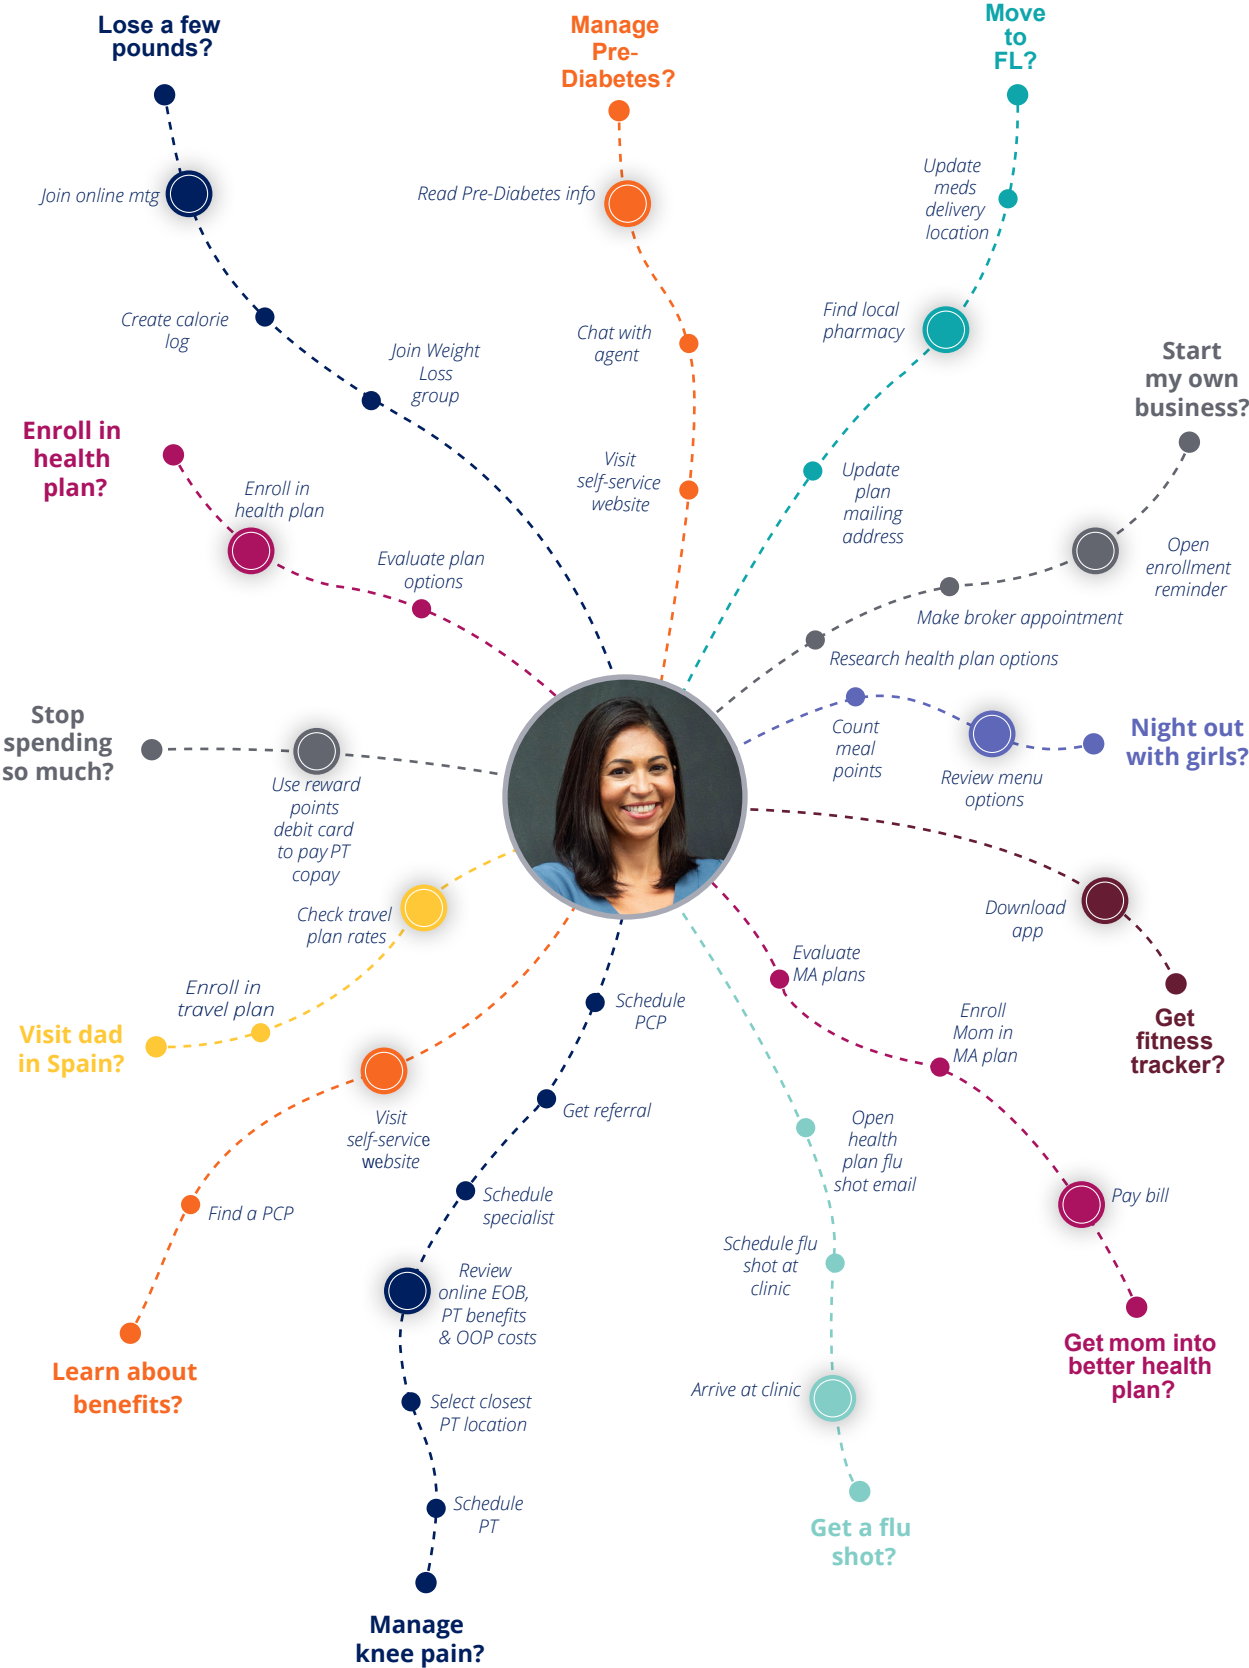 Lose a few
pounds?
Join online mtg
Create calorie
log
Join Weight
Loss
group
Manage
Pre-
Diabetes?
Read Pre-Diabetes info
Chat with
agent
Visit
self-service
website
Move
to
FL?
Update
meds
delivery
location
Find local
pharmacy
Update
plan
mailing
address
Start
my own
business?
Open
enrollment
reminder
Make broker appointment
Research health plan options
Enroll in
health
plan?
Enroll in
health plan
Evaluate plan
options
Night out
with girls?
Count
meal
points
Review menu
options
Stop
spending
so much?
Use reward
points
debit card
to pay PT
copay
Download
app
Get
fitness
tracker?
Check travel
plan rates
Enroll in
travel plan
Visit dad
in Spain?
Evaluate
MA plans
Enroll
Mom in
MA plan
Pay bill
Get mom into
better health
plan?
Visit
self-service
website
Find a PCP
Learn about
benefits?
Schedule
PCP
Get referral
Schedule
specialist
Review
online EOB,
PT benefits
& OOP costs
Select closest
PT location
Schedule
PT
Manage
knee pain?
Open
health
plan flu
shot email
Schedule flu
shot at
clinic
Arrive at clinic
Get a flu
shot?